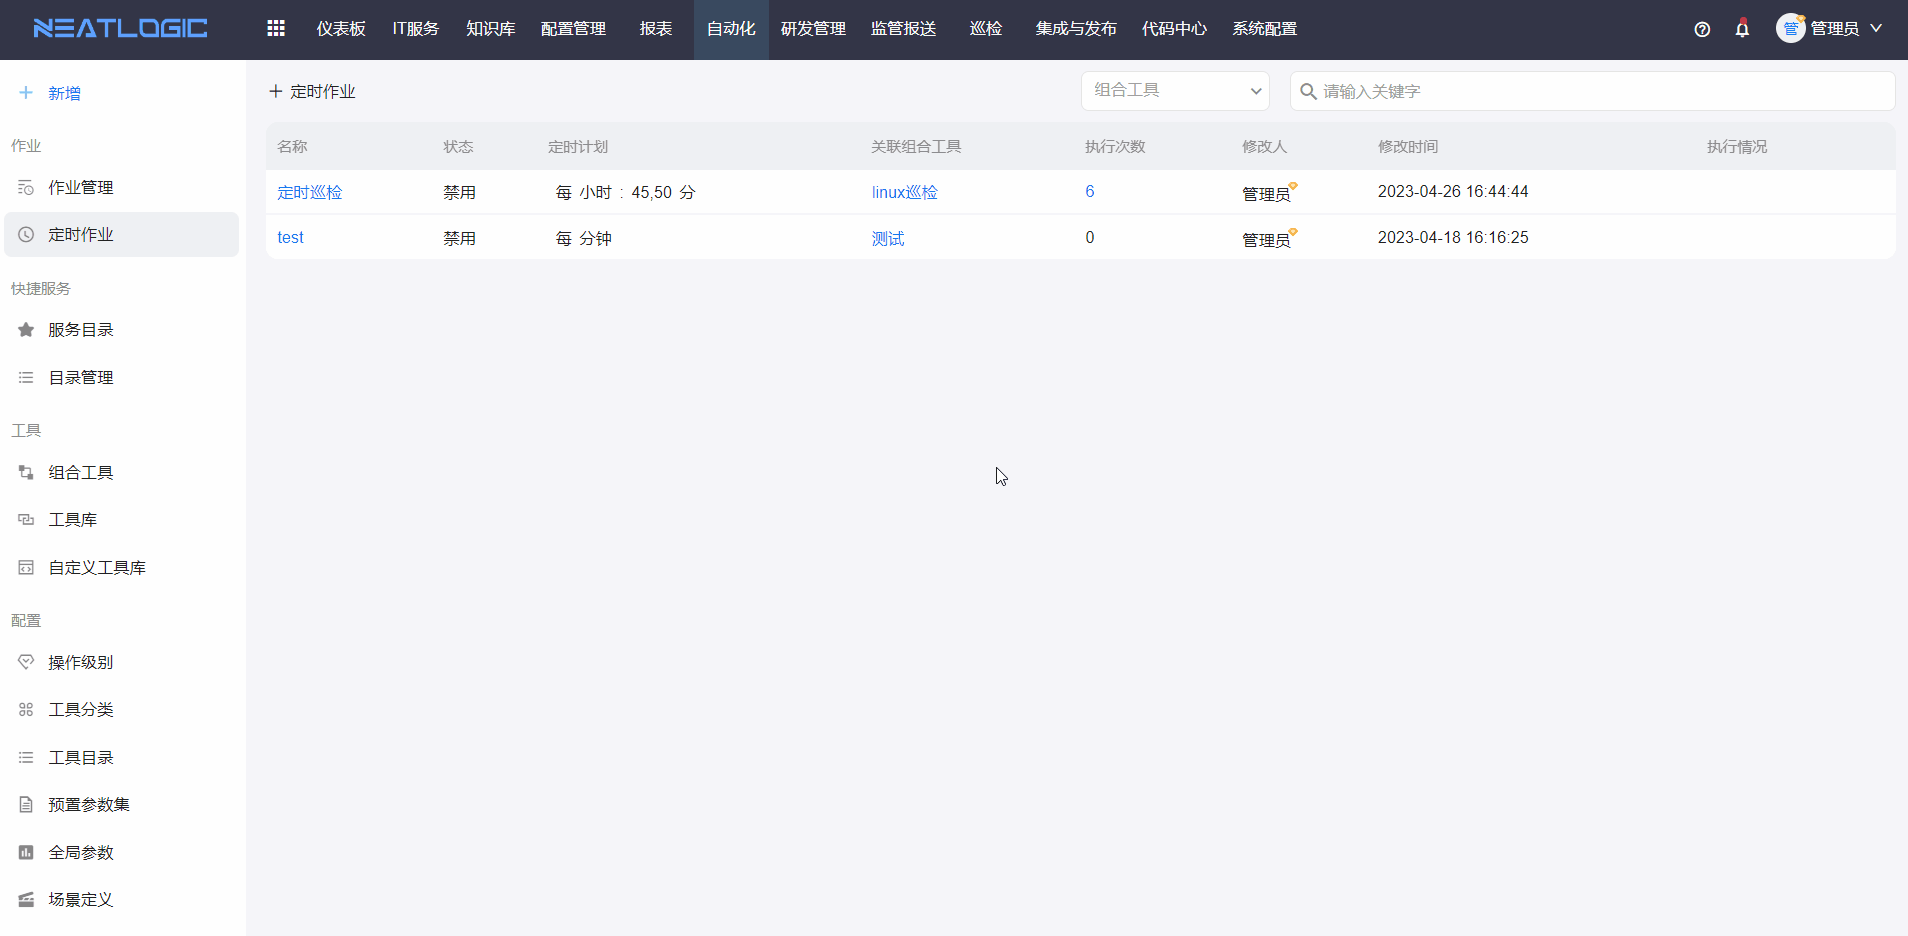 NEATLOGIC
仪表板 IT服务 知识库 配置管理 报表 自动化 研发管理 监管报送 巡检 集成与发布 代码中心 系统配置 管 管理员
新增
作业
作业管理
定时作业
快捷服务
服务目录
目录管理
工具
组合工具
工具库
自定义工具库
配置
操作级别
工具分类
工具目录
预置参数集
全局参数
场景定义
定时作业 组合工具 请输入关键字
名称 状态 定时计划 关联组合工具 执行次数 修改人 修改时间 执行情况
定时巡检 禁用 每 小时 : 45,50 分 linux巡检 6 管理员 2023-04-26 16:44:44
test 禁用 每 分钟 测试 0 管理员 2023-04-18 16:16:25